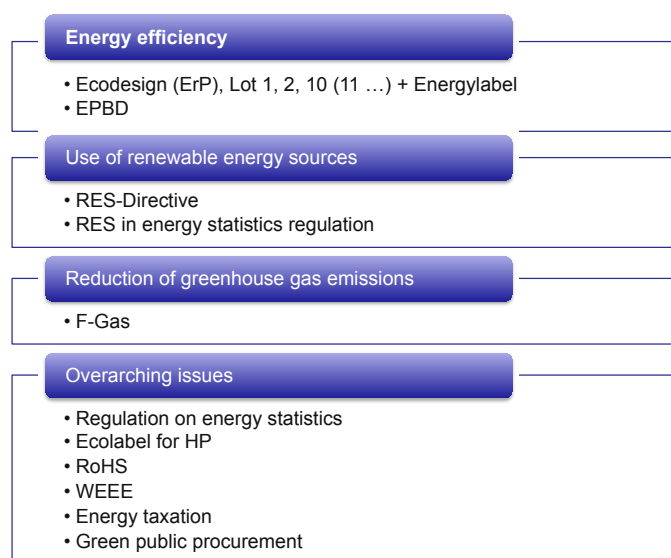 Energy efficiency
• Ecodesign (ErP), Lot 1, 2, 10 (11 …) + Energylabel
• EPBD
Use of renewable energy sources
• RES-Directive
• RES in energy statistics regulation
Reduction of greenhouse gas emissions
• F-Gas
Overarching issues
• Regulation on energy statistics
• Ecolabel for HP
• RoHS
• WEEE
• Energy taxation
• Green public procurement